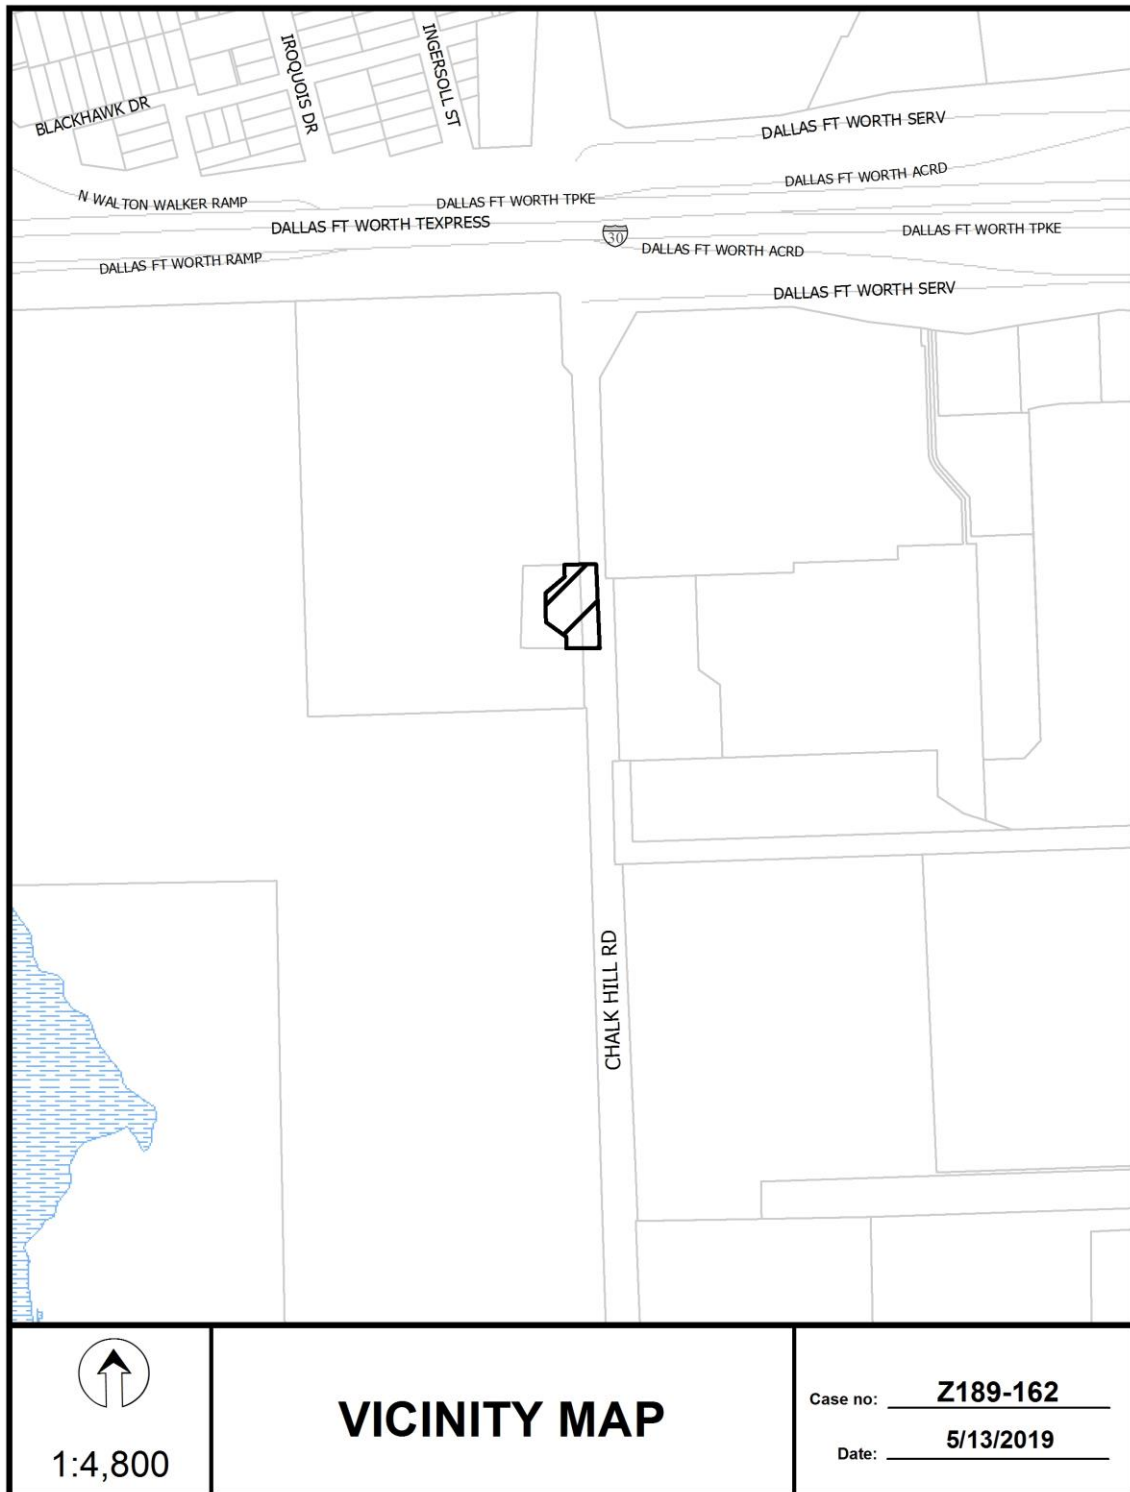 INGERSOLL ST
IROQUOIS DR
BLACKHAWK DR
DALLAS FT WORTH SERV
DALLAS FT WORTH ACRD
N WALTON WALKER RAMP
DALLAS FT WORTH TPKE
DALLAS FT WORTH TEXPRESS
30
DALLAS FT WORTH TPKE
DALLAS FT WORTH ACRD
DALLAS FT WORTH RAMP
DALLAS FT WORTH SERV
CHALK HILL RD
1:4,800
VICINITY MAP
Case no: Z189-162
Date: 5/13/2019